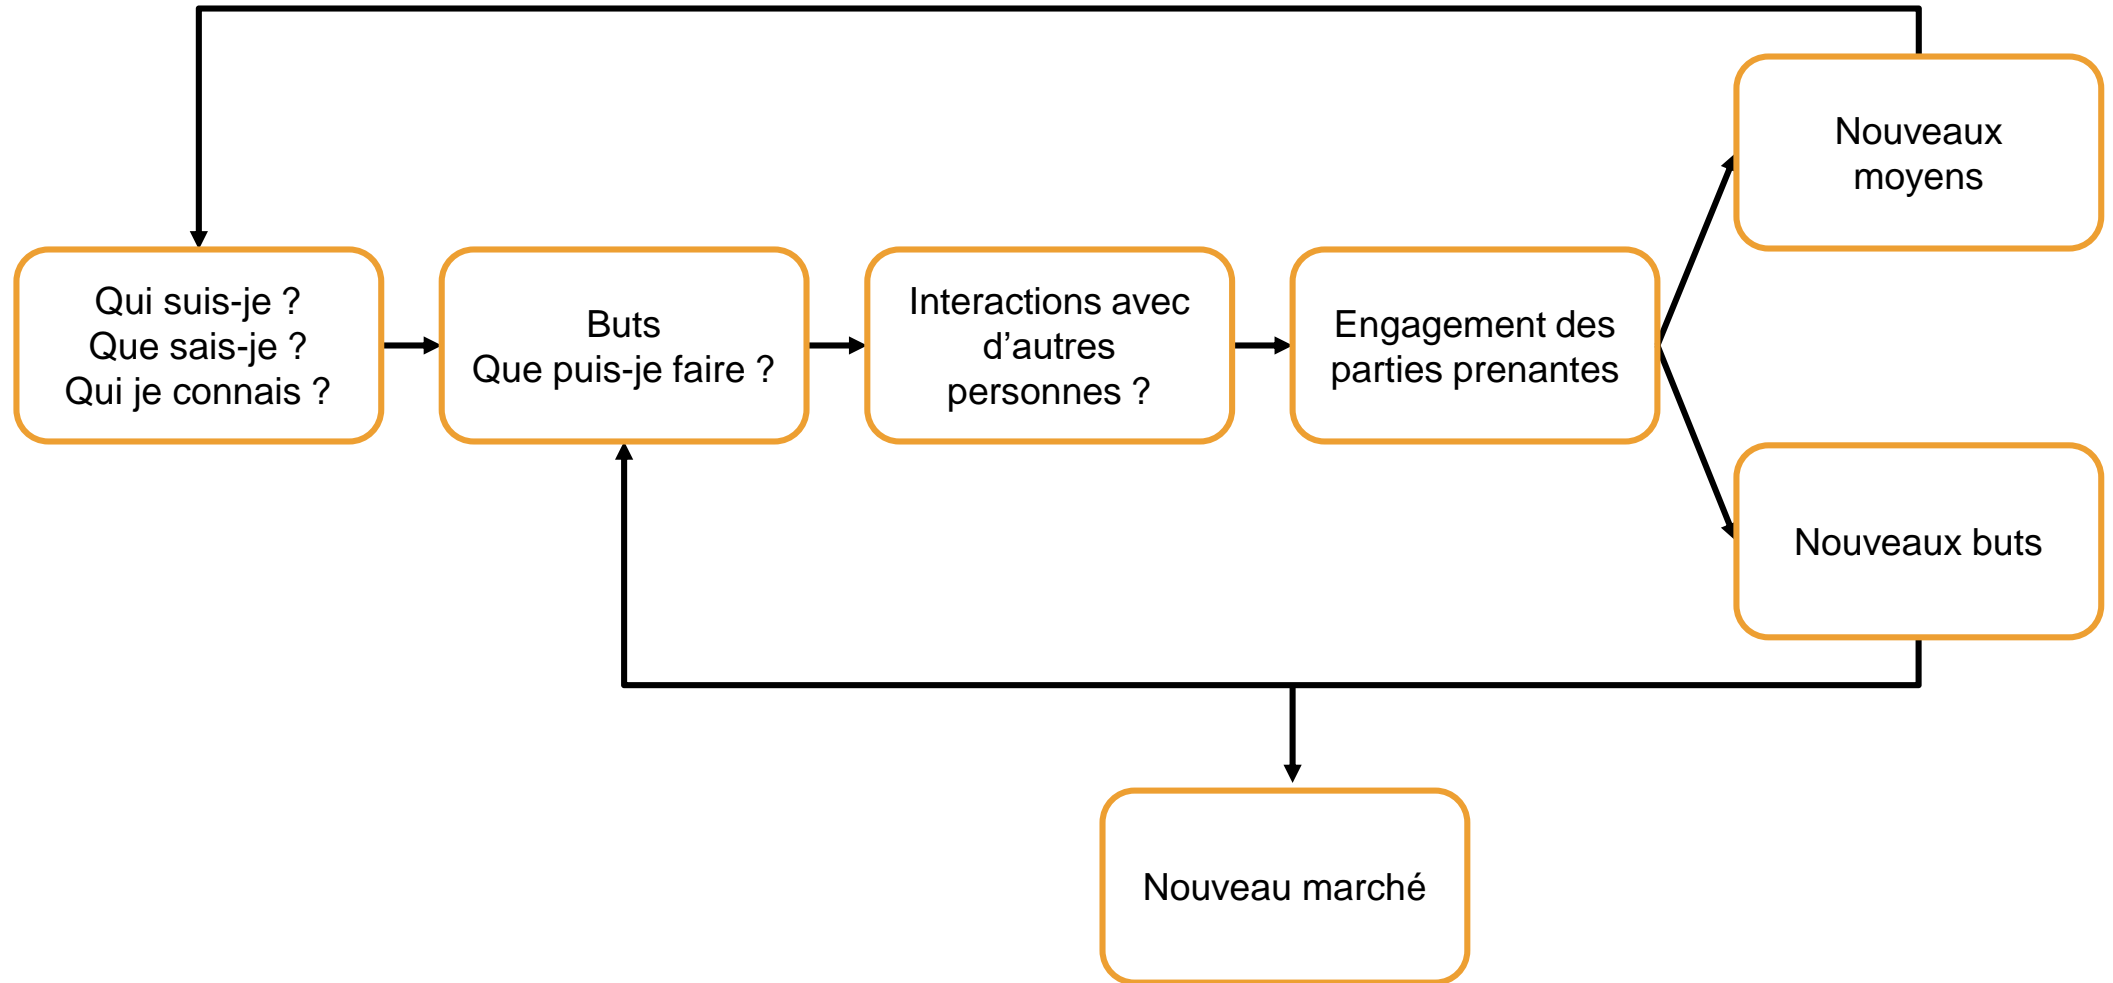 Nouveaux
moyens
Qui suis-je ?
Que sais-je ?
Qui je connais ?
Buts
Que puis-je faire ?
Interactions avec
d’autres
personnes ?
Engagement des
parties prenantes
Nouveaux buts
Nouveau marché